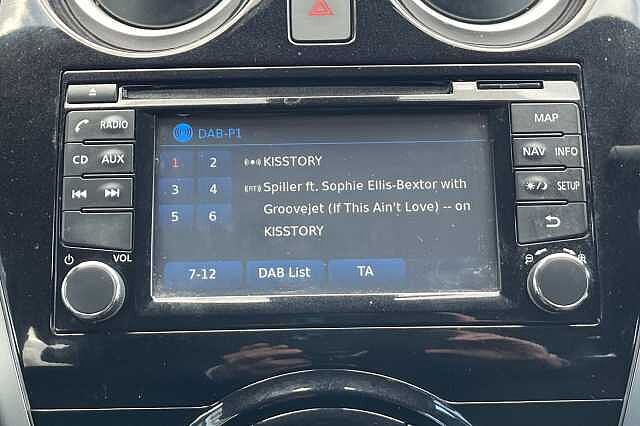 RADIO
CD AUX
VOL
DAB-P1
1 2 KISSTORY
3 4 Spiller ft. Sophie Ellis-Bextor with
Groovejet (If This Ain't Love) -- on
5 6 KISSTORY
7-12 DAB List TA
MAP
NAV INFO
SETUP